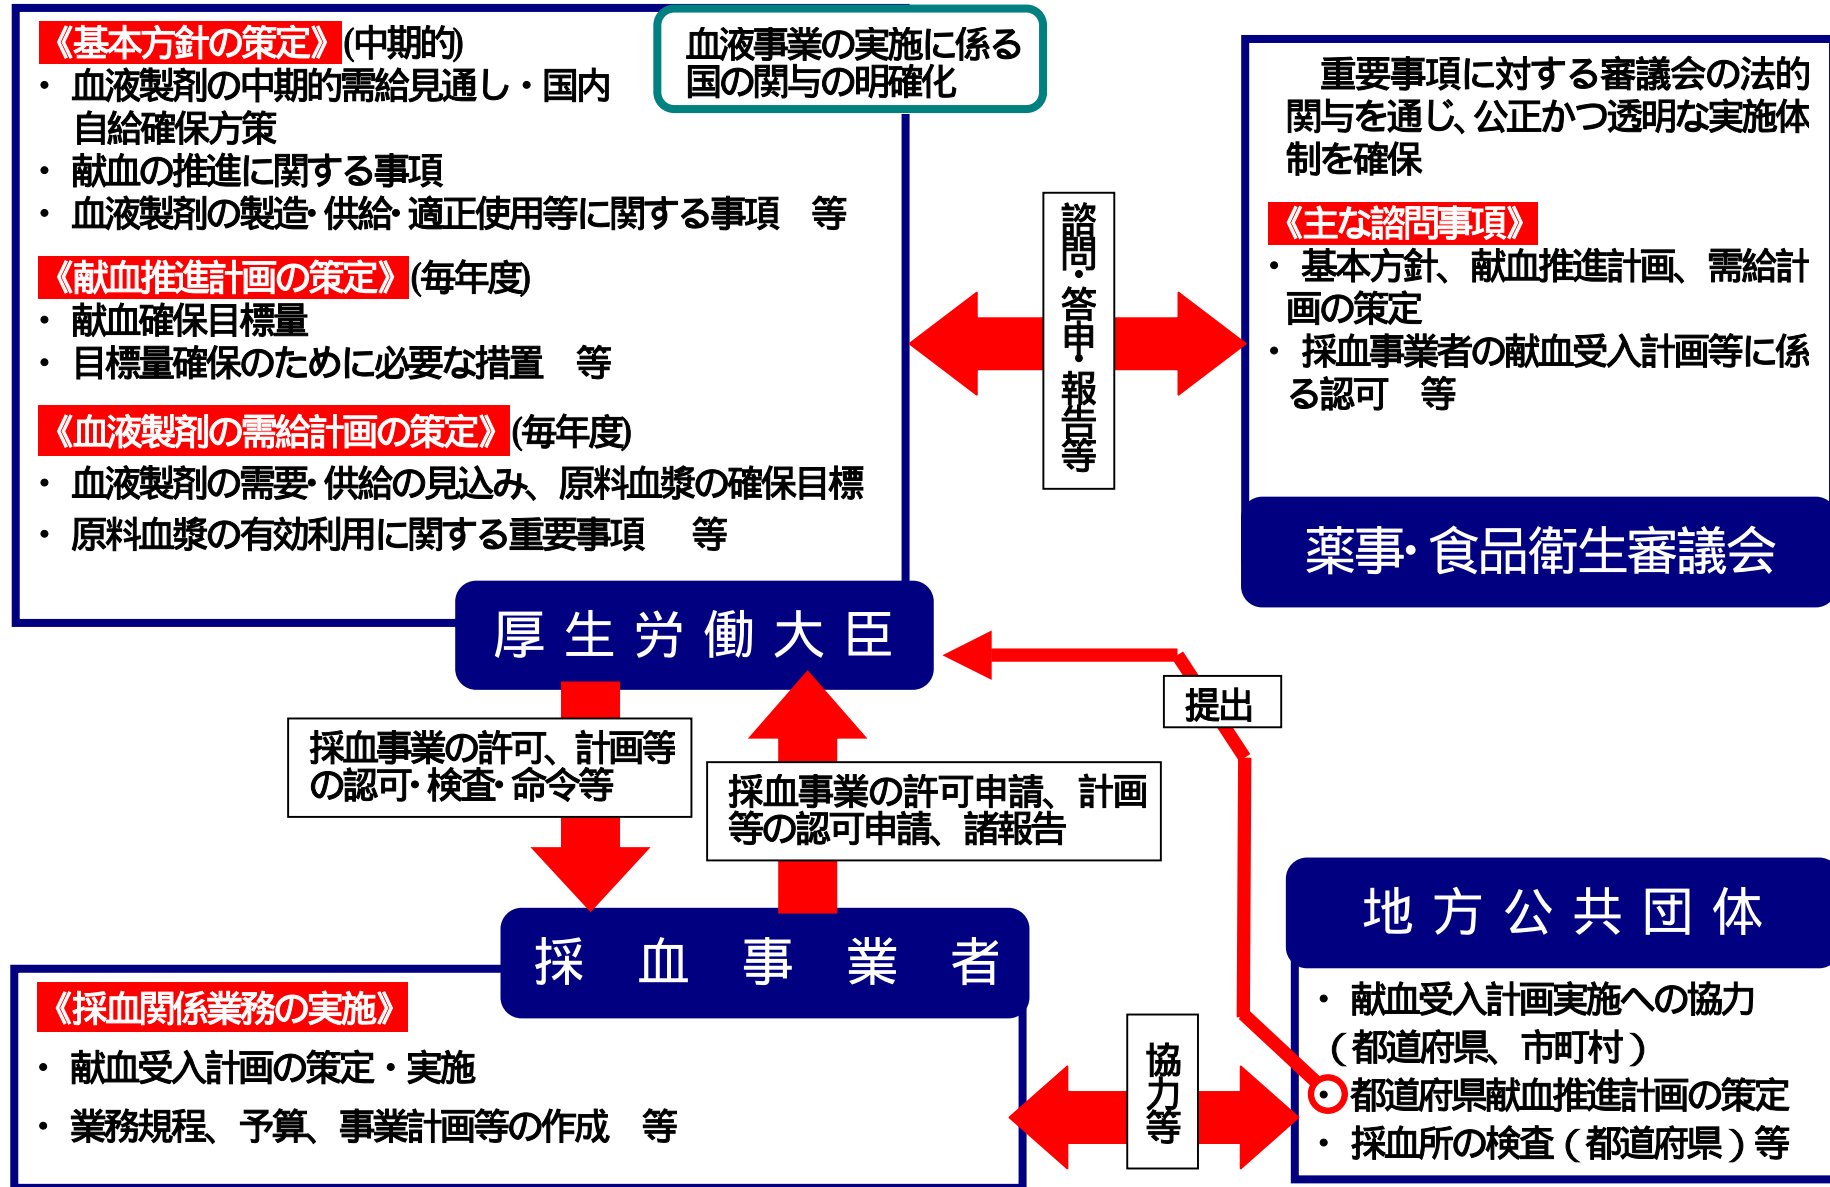 《基本方針の策定》(中期的)
・ 血液製剤の中期的需給見通し・国内
自給確保方策
・ 献血の推進に関する事項
・ 血液製剤の製造・供給・適正使用等に関する事項　等
《献血推進計画の策定》(毎年度)
・ 献血確保目標量
・ 目標量確保のために必要な措置　等
《血液製剤の需給計画の策定》(毎年度)
・ 血液製剤の需要・供給の見込み、原料血漿の確保目標
・ 原料血漿の有効利用に関する重要事項　等
厚生労働大臣
血液事業の実施に係る
国の関与の明確化
諮問・答申・報告等
重要事項に対する審議会の法的
関与を通じ、公正かつ透明な実施体
制を確保
《主な諮問事項》
・ 基本方針、献血推進計画、需給計
画の策定
・ 採血事業者の献血受入計画等に係
る認可　等
薬事・食品衛生審議会
提出
採血事業の許可、計画等
の認可・検査・命令等
採血事業の許可申請、計画
等の認可申請、諸報告
採血事業者
《採血関係業務の実施》
・ 献血受入計画の策定・実施
・ 業務規程、予算、事業計画等の作成　等
協力等
地方公共団体
・ 献血受入計画実施への協力
（都道府県、市町村）
・ 都道府県献血推進計画の策定
・ 採血所の検査（都道府県）等